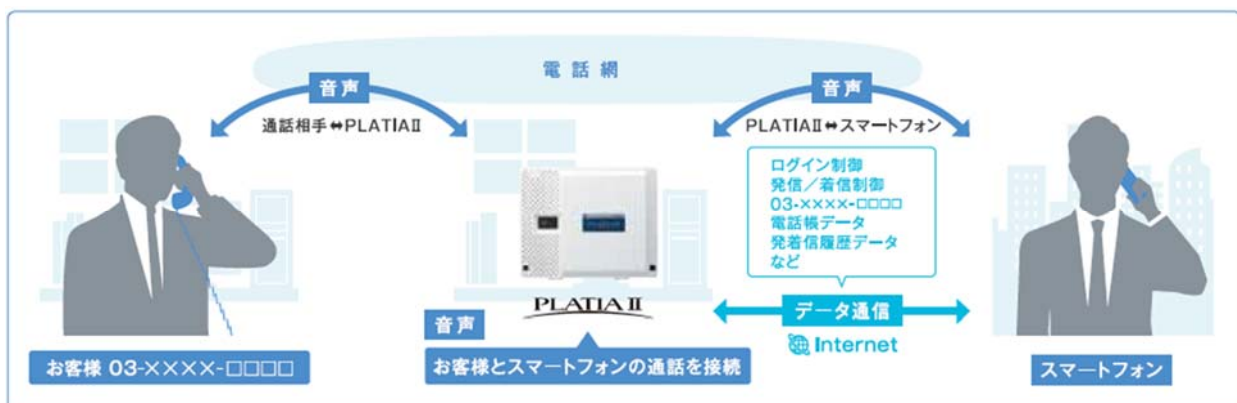 電話網
音声
音声
通話相手⇔PLATIAII
PLATIAII⇔スマートフォン
ログイン制御
発信／着信制御
03-××××-□□□□
電話帳データ
発着信履歴データ
など
PLATIA II
音声
データ通信
Internet
お客様 03-××××-□□□□
お客様とスマートフォンの通話を接続
スマートフォン